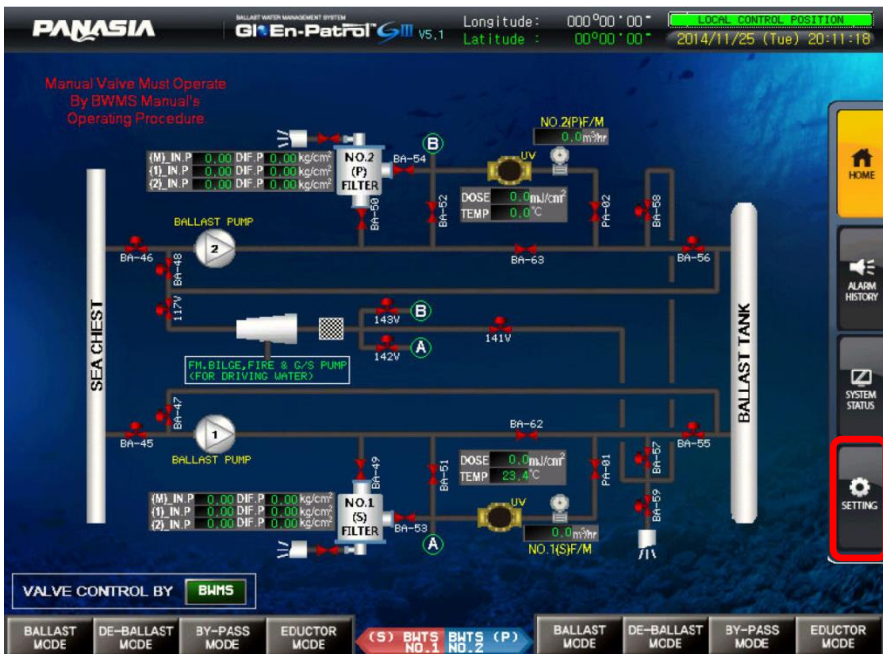 PANASIA
BALLAST WATER MANAGEMENT SYSTEM
GloEn-Patrol™ GIII V5.1
Longitude: 000º00'00"
Latitude : 00º00'00"
LOCAL CONTROL POSITION
2014/11/25 (Tue) 20:11:18
Manual Valve Must Operate
By BWMS Manual's
Operating Procedure.
HOME
ALARM
HISTORY
SYSTEM
STATUS
SETTING
(M)_IN.P 0,00 DIF.P 0,00 kg/cm²
(1)_IN.P 0,00 DIF.P 0,00 kg/cm²
(2)_IN.P 0,00 DIF.P 0,00 kg/cm²
NO.2
(P)
FILTER
BA-54
B
UV
NO.2(P)F/M
0,0 m³/hr
DOSE 0,0 mJ/cm²
TEMP 0,0 ℃
BA-50
BA-52
PA-02
BA-58
BALLAST PUMP
2
BA-46
BA-48
BA-63
BA-56
117V
143V B
142V A
141V
FM.BILGE,FIRE & G/S PUMP
(FOR DRIVING WATER)
SEA CHEST
BALLAST TANK
BA-47
BA-45
1
BALLAST PUMP
BA-62
BA-55
BA-49
BA-51
DOSE 0,0 mJ/cm²
TEMP 23,4 ℃
PA-01
BA-57
BA-59
(M)_IN.P 0,00 DIF.P 0,00 kg/cm²
(1)_IN.P 0,00 DIF.P 0,00 kg/cm²
(2)_IN.P 0,00 DIF.P 0,00 kg/cm²
NO.1
(S)
FILTER
BA-53
A
UV
0,0 m³/hr
NO.1(S)F/M
VALVE CONTROL BY BWMS
BALLAST
MODE
DE-BALLAST
MODE
BY-PASS
MODE
EDUCTOR
MODE
(S) BWTS
NO.1
BWTS (P)
NO.2
BALLAST
MODE
DE-BALLAST
MODE
BY-PASS
MODE
EDUCTOR
MODE